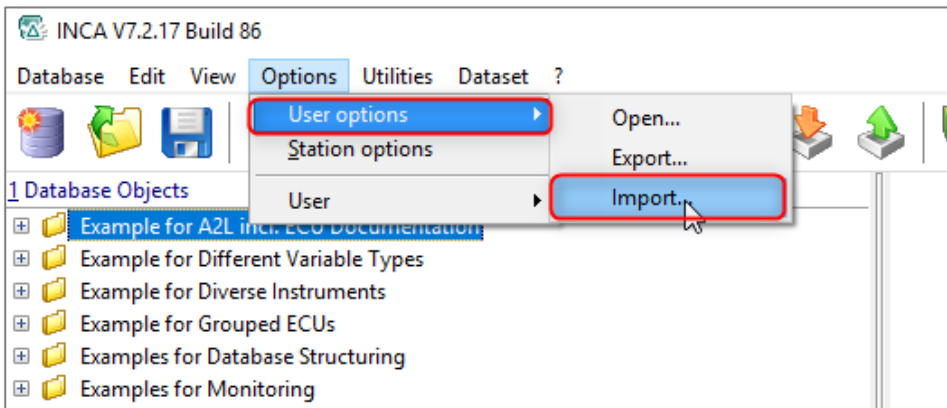 INCA V7.2.17 Build 86
Database Edit View Options Utilities Dataset ?
User options
Station options
User
Open...
Export...
Import...
1 Database Objects
Example for A2L incl. ECU Documentation
Example for Different Variable Types
Example for Diverse Instruments
Example for Grouped ECUs
Examples for Database Structuring
Examples for Monitoring